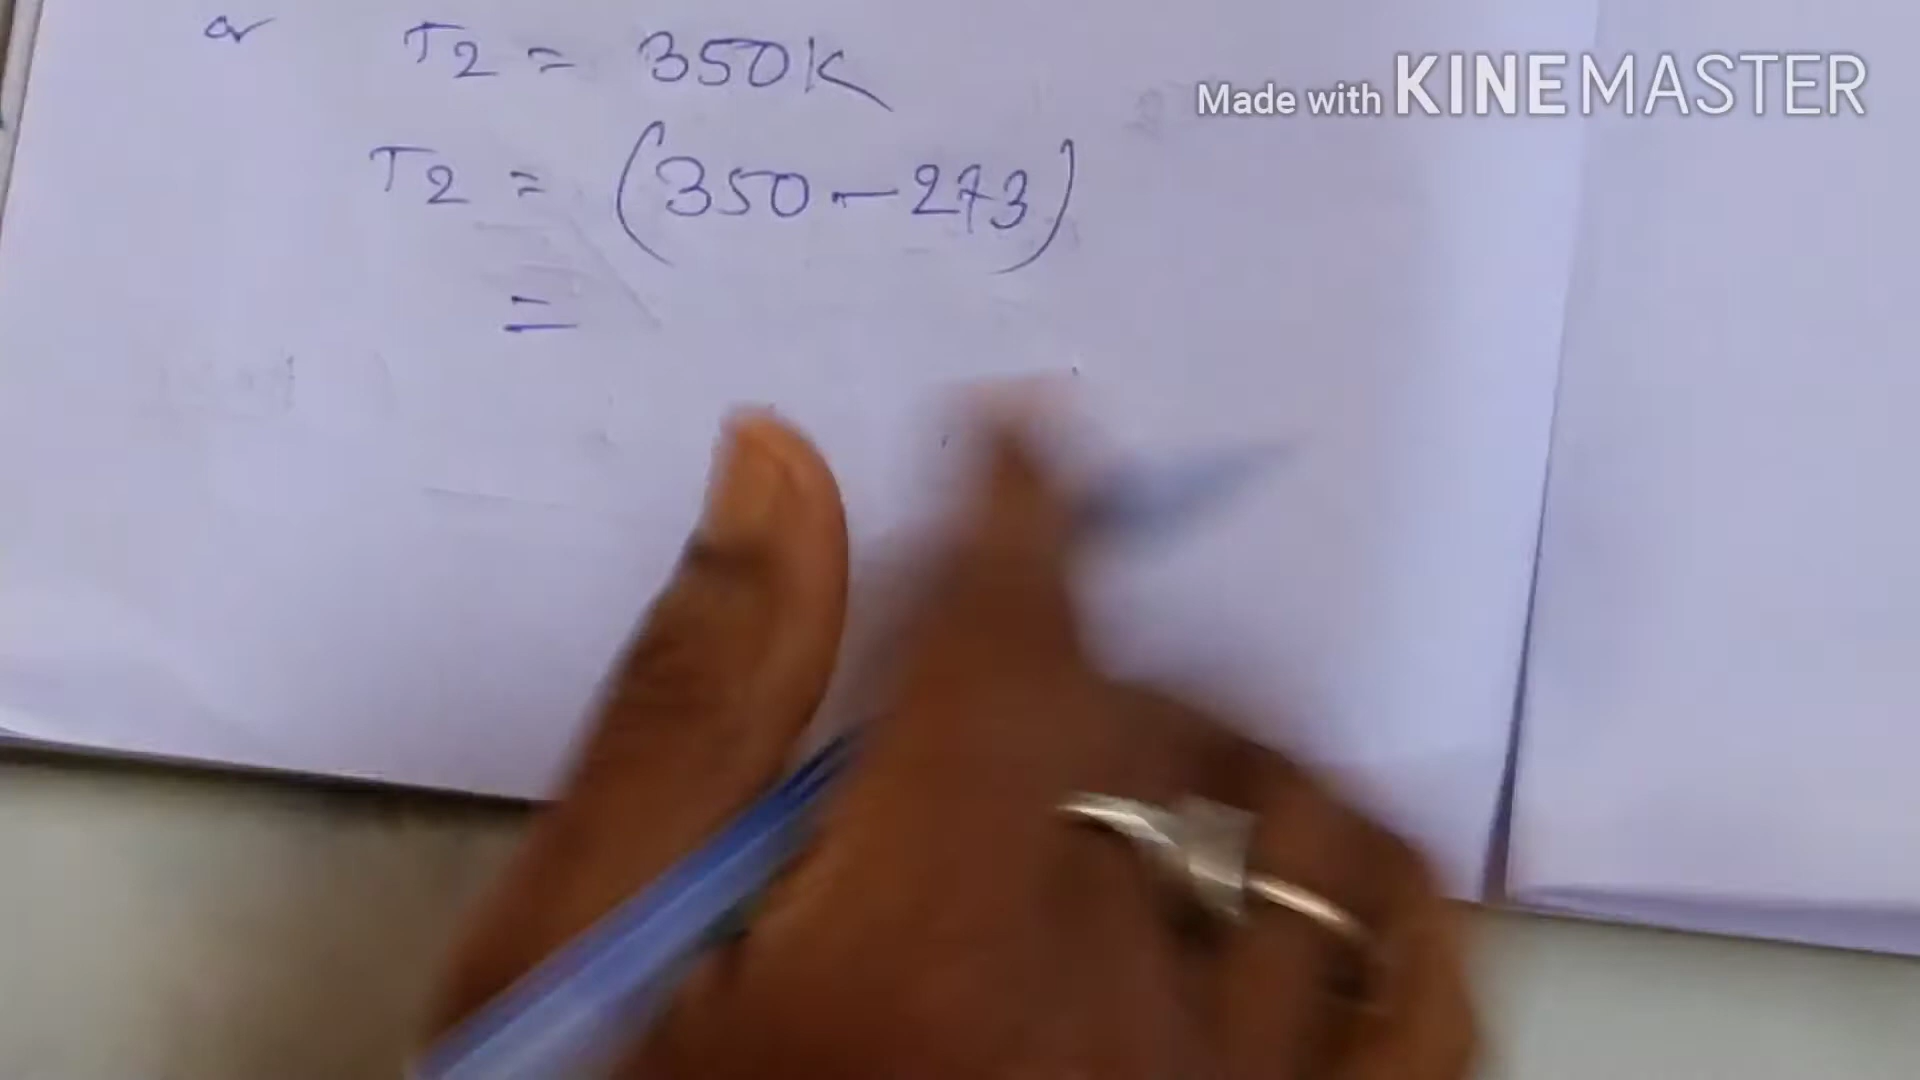 or T2 = 350K
Made with KINEMASTER
T2 = (350-273)
=